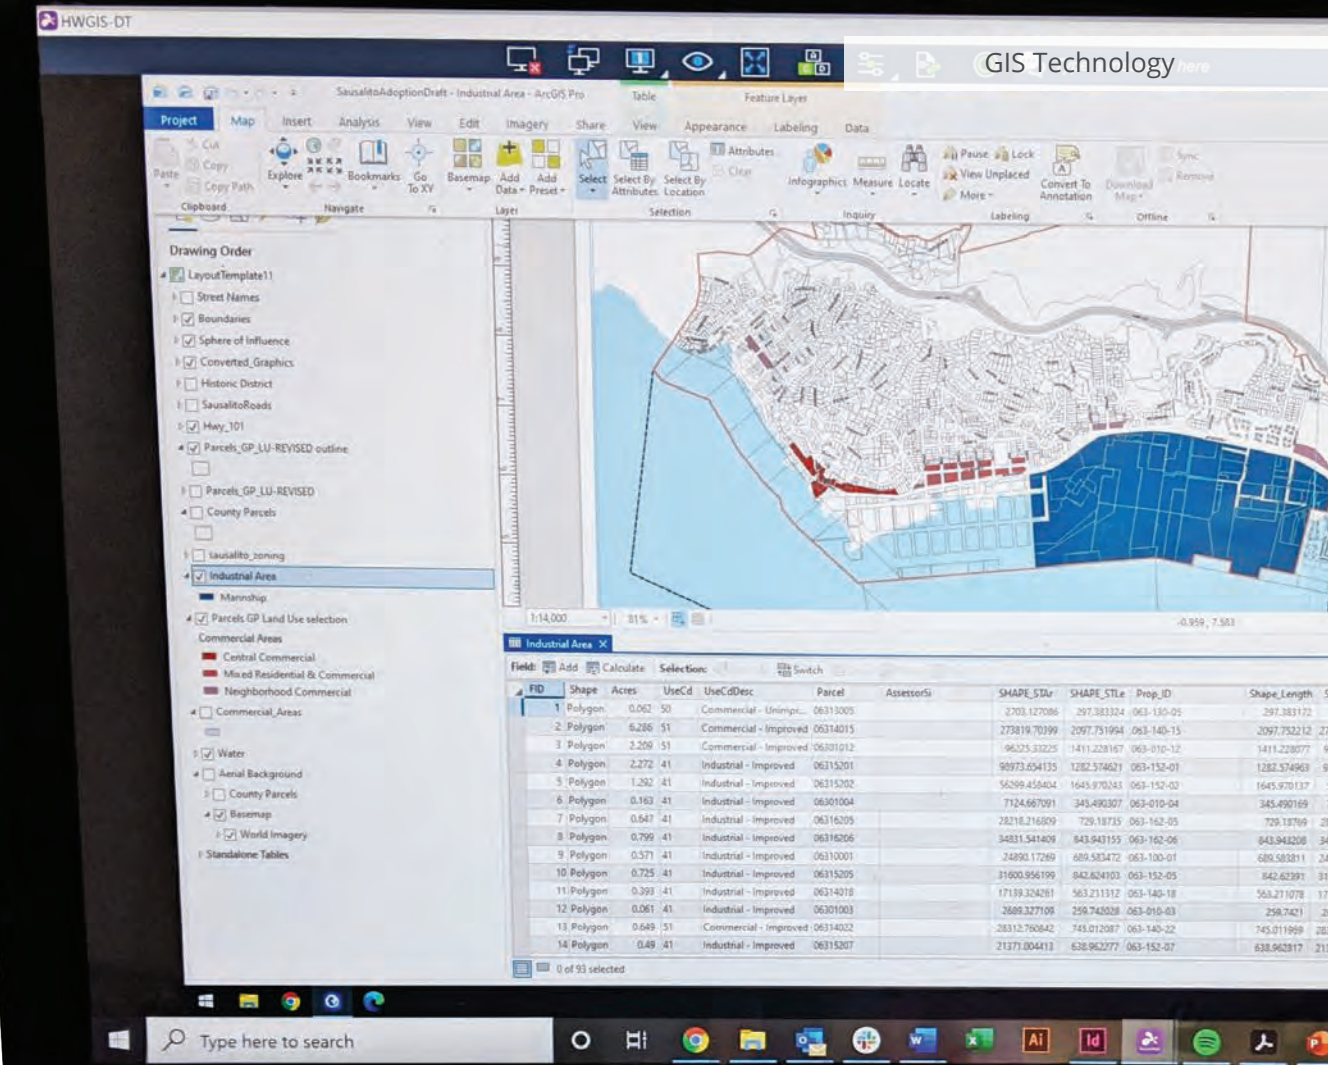 HWGIS-DT
GIS Technology
here
SausalitoAdoptionDraft - Industrial Area - ArcGIS Pro
Table
Feature Layer
Project Map Insert Analysis View Edit Imagery Share View Appearance Labeling Data
Paste
Cut
Copy
Copy Path
Explore
Bookmarks
Go
To XY
Basemap
Add
Data
Add
Preset
Select
Select By
Attributes
Select By
Location
Attributes
Clear
Infographics
Measure
Locate
Pause
Lock
View Unplaced
More
Convert To
Annotation
Download
Map
Sync
Remove
Clipboard
Navigate
Layer
Selection
Inquiry
Labeling
Offline
Drawing Order
LayoutTemplate11
Street Names
Boundaries
Sphere of Influence
Converted_Graphics
Historic District
SausalitoRoads
Hwy_101
Parcels_GP_LU-REVISED outline
Parcels_GP_LU-REVISED
County Parcels
sausalito_zoning
Industrial Area
Marinship
Parcels GP Land Use selection
Commercial Areas
Central Commercial
Mixed Residential & Commercial
Neighborhood Commercial
Commercial_Areas
Water
Aerial Background
County Parcels
Basemap
World Imagery
Standalone Tables
1:14,000
81%
-0.959, 7.583
Industrial Area X
Field: Add Calculate Selection: Switch
FID Shape Acres UseCd UseCdDesc Parcel AssessorSi SHAPE_STAr SHAPE_STLe Prop_ID Shape_Length
1 Polygon 0.062 50 Commercial - Unimpr... 06313005 2703.127086 297.383324 063-130-05 297.383172
2 Polygon 6.286 51 Commercial - Improved 06314015 273819.70399 2097.751994 063-140-15 2097.752212
3 Polygon 2.209 51 Commercial - Improved 06301012 96225.33225 1411.228167 063-010-12 1411.228077
4 Polygon 2.272 41 Industrial - Improved 06315201 98973.654135 1282.574621 063-152-01 1282.574963
5 Polygon 1.292 41 Industrial - Improved 06315202 56299.458404 1645.970243 063-152-02 1645.970137
6 Polygon 0.163 41 Industrial - Improved 06301004 7124.667091 345.490307 063-010-04 345.490169
7 Polygon 0.647 41 Industrial - Improved 06316205 28218.216809 729.18735 063-162-05 729.18769
8 Polygon 0.799 41 Industrial - Improved 06316206 34831.541409 843.943155 063-162-06 843.943208
9 Polygon 0.571 41 Industrial - Improved 06310001 24890.17269 689.583472 063-100-01 689.583811
10 Polygon 0.725 41 Industrial - Improved 06315205 31600.956199 842.624103 063-152-05 842.62391
11 Polygon 0.393 41 Industrial - Improved 06314018 17139.324261 563.211312 063-140-18 563.211078
12 Polygon 0.061 41 Industrial - Improved 06301003 2689.327109 259.742028 063-010-03 259.7421
13 Polygon 0.649 51 Commercial - Improved 06314022 28312.760842 745.012087 063-140-22 745.011969
14 Polygon 0.49 41 Industrial - Improved 06315207 21371.004413 638.962277 063-152-07 638.962817
0 of 93 selected
Type here to search
Ai
Id